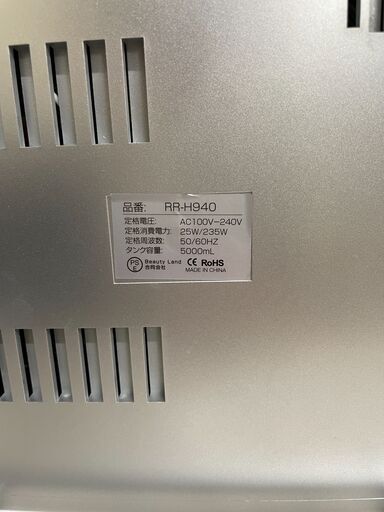 品番: RR-H940
定格電圧: AC100V-240V
定格消費電力: 25W/235W
定格周波数: 50/60HZ
タンク容量: 5000mL
PS E Beauty Land 合同会社 CE RoHS
MADE IN CHINA